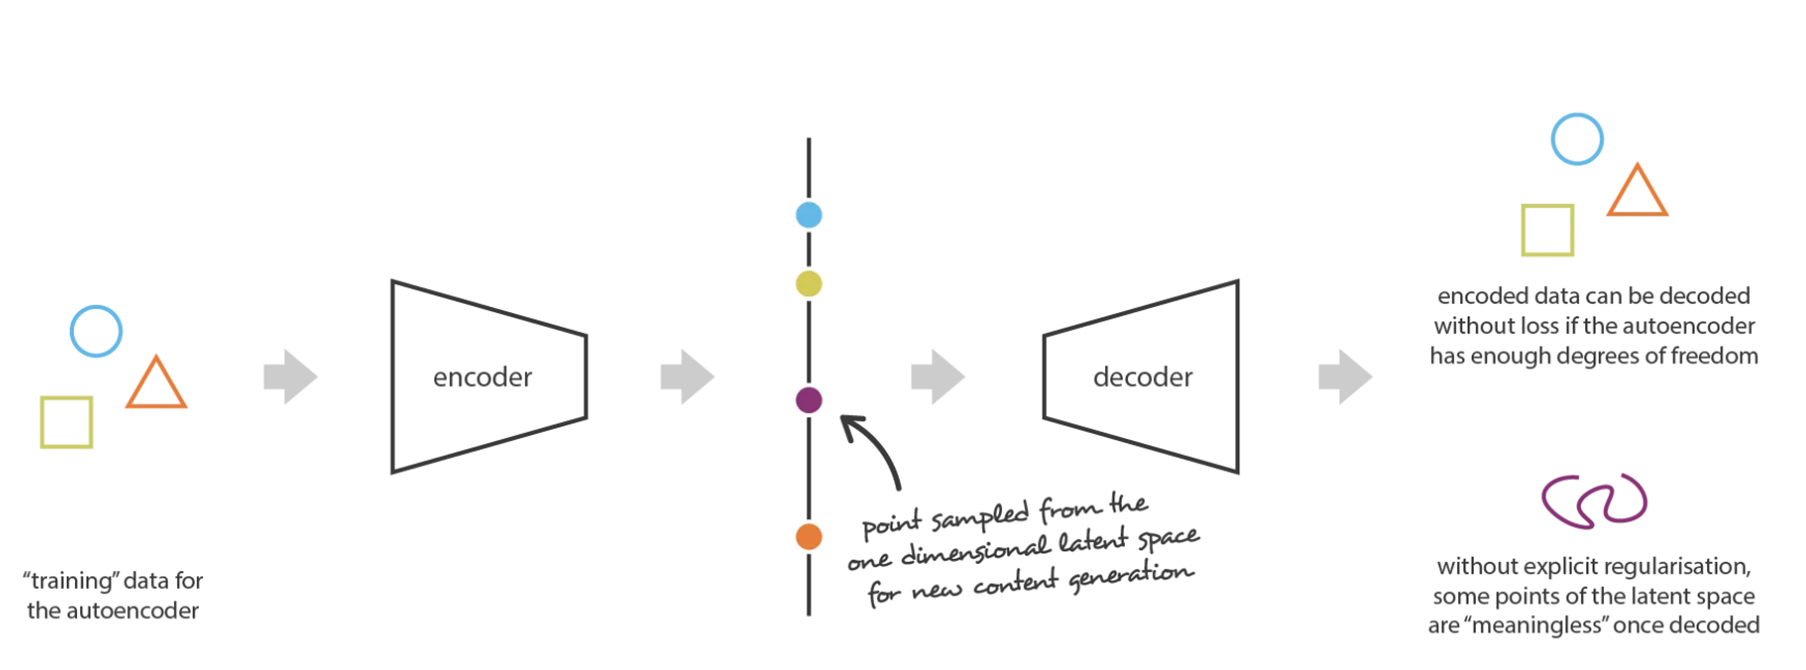 “training” data for
the autoencoder
encoder
point sampled from the
one dimensional latent space
for new content generation
decoder
encoded data can be decoded
without loss if the autoencoder
has enough degrees of freedom
without explicit regularisation,
some points of the latent space
are “meaningless” once decoded